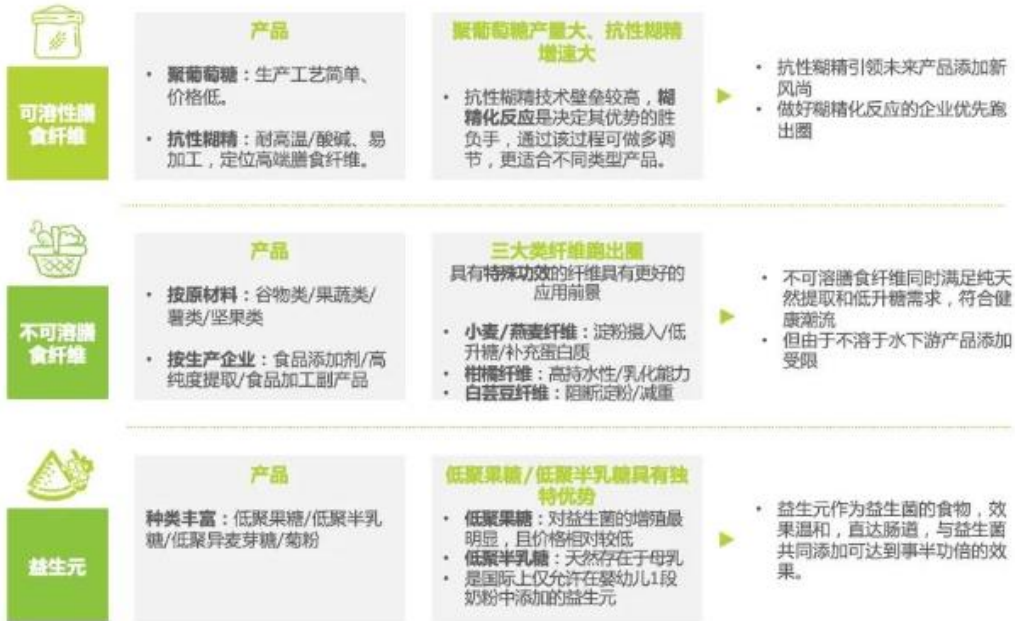 可溶性膳
食纤维
产品
• 聚葡萄糖：生产工艺简单、
价格低。
• 抗性糊精：耐高温/酸碱、易
加工，定位高端膳食纤维。
聚葡萄糖产量大、抗性糊精
增速大
• 抗性糊精技术壁垒较高，糊
精化反应是决定其优势的胜
负手，通过该过程可做多调
节，更适合不同类型产品。
• 抗性糊精引领未来产品添加新
风尚
• 做好糊精化反应的企业优先跑
出圈
不可溶膳
食纤维
产品
• 按原材料：谷物类/果蔬类/
薯类/坚果类
• 按生产企业：食品添加剂/高
纯度提取/食品加工副产品
三大类纤维跑出圈
具有特殊功效的纤维具有更好的
应用前景
• 小麦/燕麦纤维：淀粉摄入/低
升糖/补充蛋白质
• 柑橘纤维：高持水性/乳化能力
• 白芸豆纤维：阻断淀粉/减重
• 不可溶膳食纤维同时满足纯天
然提取和低升糖需求，符合健
康潮流
• 但由于不溶于水下游产品添加
受限
益生元
产品
种类丰富：低聚果糖/低聚半乳
糖/低聚异麦芽糖/菊粉
低聚果糖/低聚半乳糖具有独
特优势
• 低聚果糖：对益生菌的增殖最
明显，且价格相对较低
• 低聚半乳糖：天然存在于母乳
• 是国际上仅允许在婴幼儿1段
奶粉中添加的益生元
• 益生元作为益生菌的食物，效
果温和，直达肠道，与益生菌
共同添加可达到事半功倍的效
果。